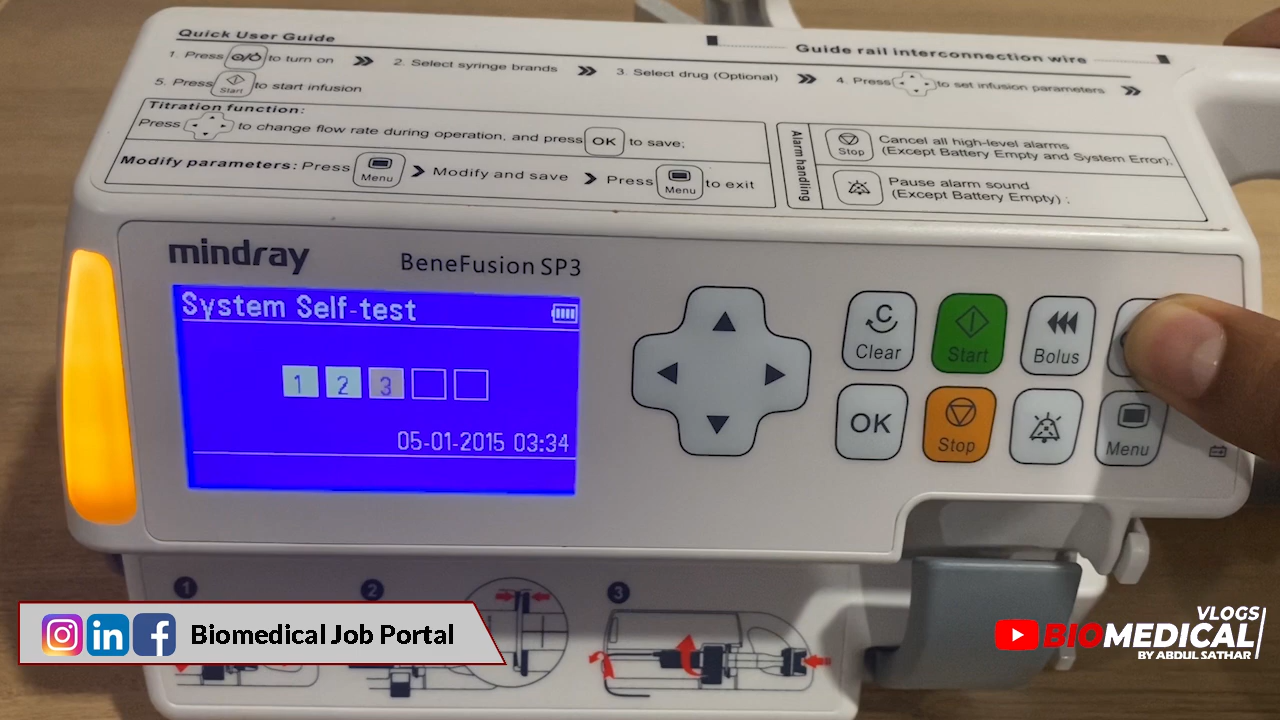 Quick User Guide
Guide rail interconnection wire
1. Press to turn on
2. Select syringe brands
3. Select drug (Optional)
4. Press to set infusion parameters
5. Press Start to start infusion
Titration function:
Press to change flow rate during operation, and press OK to save;
Modify parameters: Press Menu Modify and save Press Menu to exit
Alarm handling
Stop Cancel all high-level alarms
(Except Battery Empty and System Error);
Pause alarm sound
(Except Battery Empty) ;
mindray
BeneFusion SP3
System Self-test
1 2 3
05-01-2015 03:34
C
Clear
Start
Bolus
OK
Stop
Menu
1
2
3
Biomedical Job Portal
VLOGS
BIOMEDICAL
BY ABDUL SATHAR